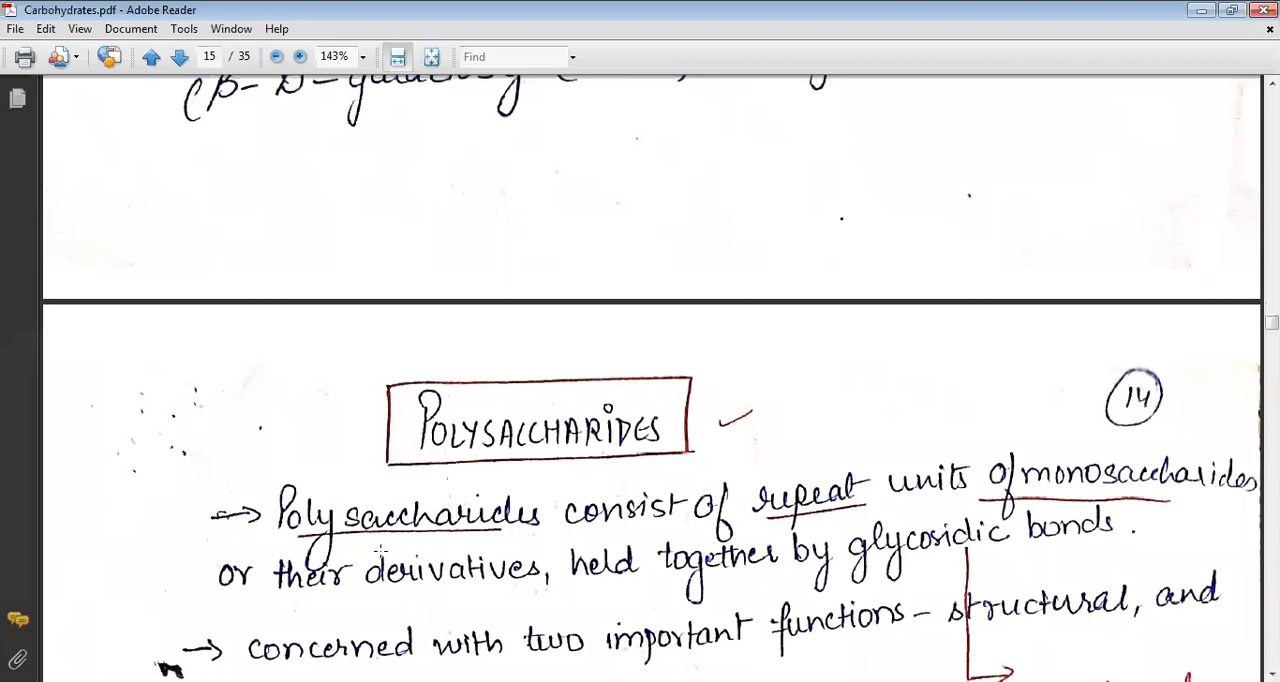 Carbohydrates.pdf - Adobe Reader
File Edit View Document Tools Window Help
15 / 35 143% Find
(β-D-
POLYSACCHARIDES
14
→ Polysaccharides consist of repeat units of monosaccharides
or their derivatives, held together by glycosidic bonds.
→ concerned with two important functions - structural, and